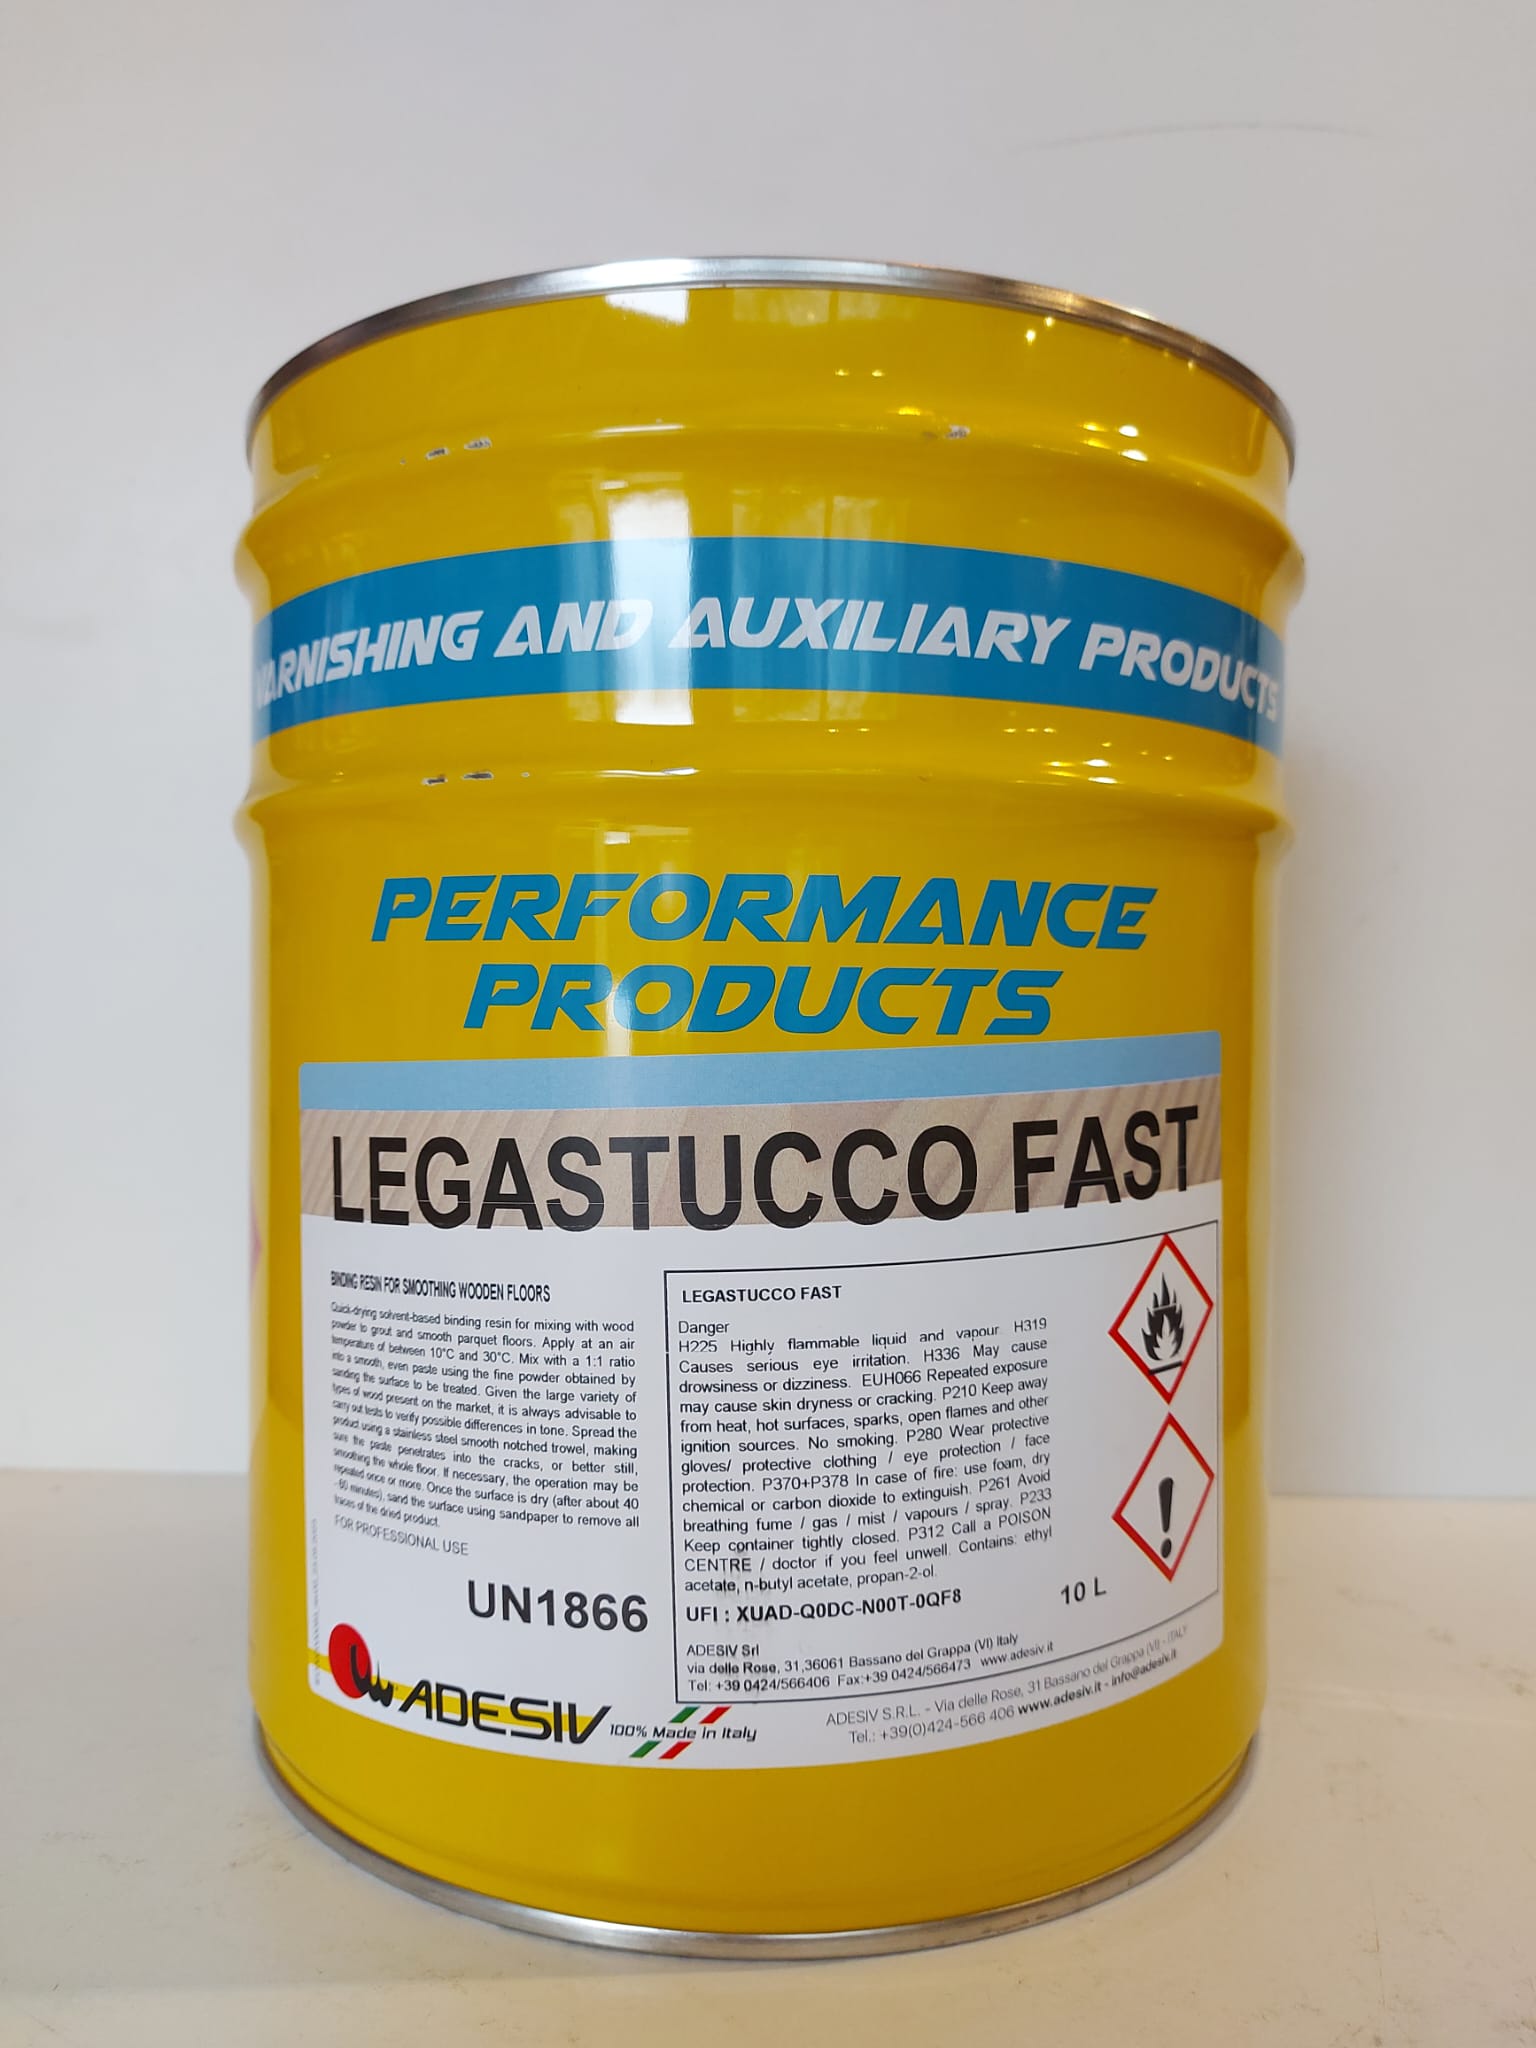 VARNISHING AND AUXILIARY PRODUCTS
PERFORMANCE
PRODUCTS
LEGASTUCCO FAST
BINDING RESIN FOR SMOOTHING WOODEN FLOORS
Quick-drying solvent-based binding resin for mixing with wood
powder to grout and smooth parquet floors. Apply at an air
temperature of between 10°C and 30°C. Mix with a 1:1 ratio
into a smooth, even paste using the fine powder obtained by
sanding the surface to be treated. Given the large variety of
types of wood present on the market, it is always advisable to
carry out tests to verify possible differences in tone. Spread the
product using a stainless steel smooth notched trowel, making
sure the paste penetrates into the cracks, or better still,
smoothing the whole floor. If necessary, the operation may be
repeated once or more. Once the surface is dry (after about 40
- 60 minutes), sand the surface using sandpaper to remove all
traces of the dried product.
FOR PROFESSIONAL USE
UN1866
LEGASTUCCO FAST
Danger
H225 Highly flammable liquid and vapour H319
Causes serious eye irritation. H336 May cause
drowsiness or dizziness. EUH066 Repeated exposure
may cause skin dryness or cracking. P210 Keep away
from heat, hot surfaces, sparks, open flames and other
ignition sources. No smoking. P280 Wear protective
gloves/ protective clothing / eye protection / face
protection. P370+P378 In case of fire: use foam, dry
chemical or carbon dioxide to extinguish. P261 Avoid
breathing fume / gas / mist / vapours / spray. P233
Keep container tightly closed. P312 Call a POISON
CENTRE / doctor if you feel unwell. Contains: ethyl
acetate, n-butyl acetate, propan-2-ol.
UFI : XUAD-Q0DC-N00T-0QF8
10 L
ADESIV Srl
via delle Rose, 31,36061 Bassano del Grappa (VI) Italy
Tel: +39 0424/566406 Fax:+39 0424/566473 www.adesiv.it
ADESIV
100% Made in Italy
ADESIV S.R.L. - Via delle Rose, 31 Bassano del Grappa (VI) - ITALY
Tel.: +39(0)424-566 406 www.adesiv.it - info@adesiv.it